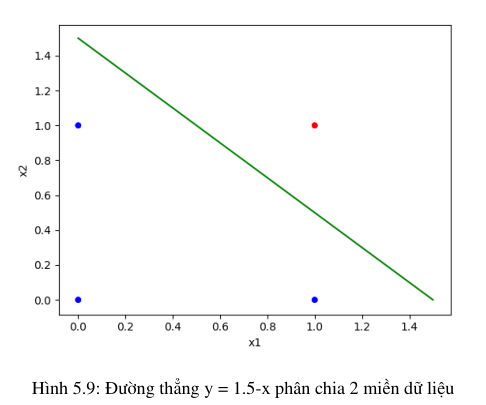 1.4
1.2
1.0
0.8
0.6
0.4
0.2
0.0
x2
0.0 0.2 0.4 0.6 0.8 1.0 1.2 1.4
x1
Hình 5.9: Đường thẳng y = 1.5-x phân chia 2 miền dữ liệu